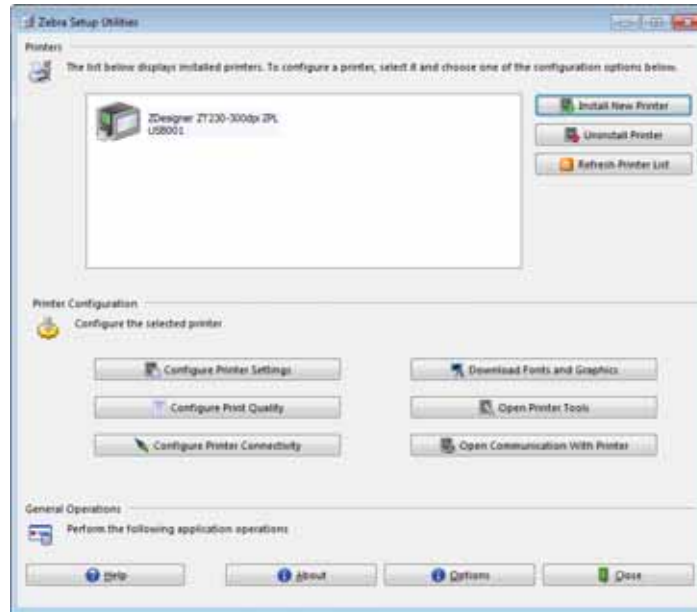 Zebra Setup Utilities
Printers
The list below displays installed printers. To configure a printer, select it and choose one of the configuration options below.
ZDesigner ZT230-300dpi ZPL
USB001
Install New Printer
Uninstall Printer
Refresh Printer List
Printer Configuration
Configure the selected printer
Configure Printer Settings
Download Fonts and Graphics
Configure Print Quality
Open Printer Tools
Configure Printer Connectivity
Open Communication With Printer
General Operations
Perform the following application operations
Help
About
Options
Close